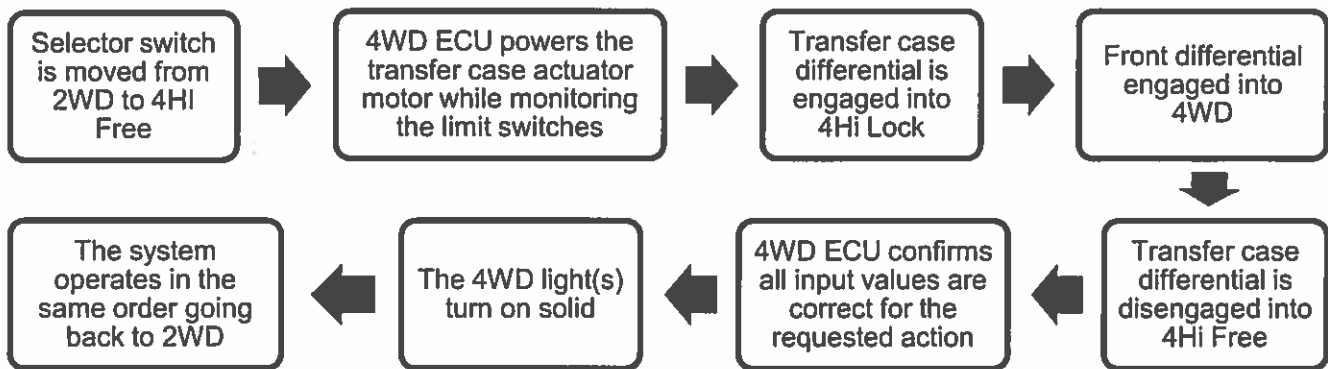 Selector switch
is moved from
2WD to 4HI
Free
4WD ECU powers the
transfer case actuator
motor while monitoring
the limit switches
Transfer case
differential is
engaged into
4Hi Lock
Front differential
engaged into
4WD
Transfer case
differential is
disengaged into
4Hi Free
4WD ECU confirms
all input values are
correct for the
requested action
The 4WD light(s)
turn on solid
The system
operates in the
same order going
back to 2WD